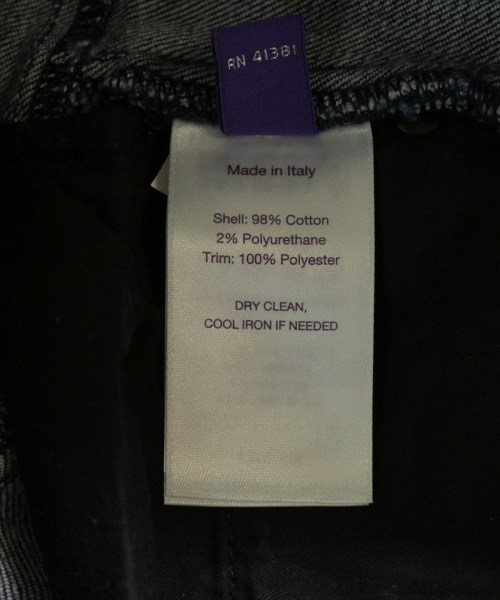 RN 41381
Made in Italy
Shell: 98% Cotton
2% Polyurethane
Trim: 100% Polyester
DRY CLEAN,
COOL IRON IF NEEDED